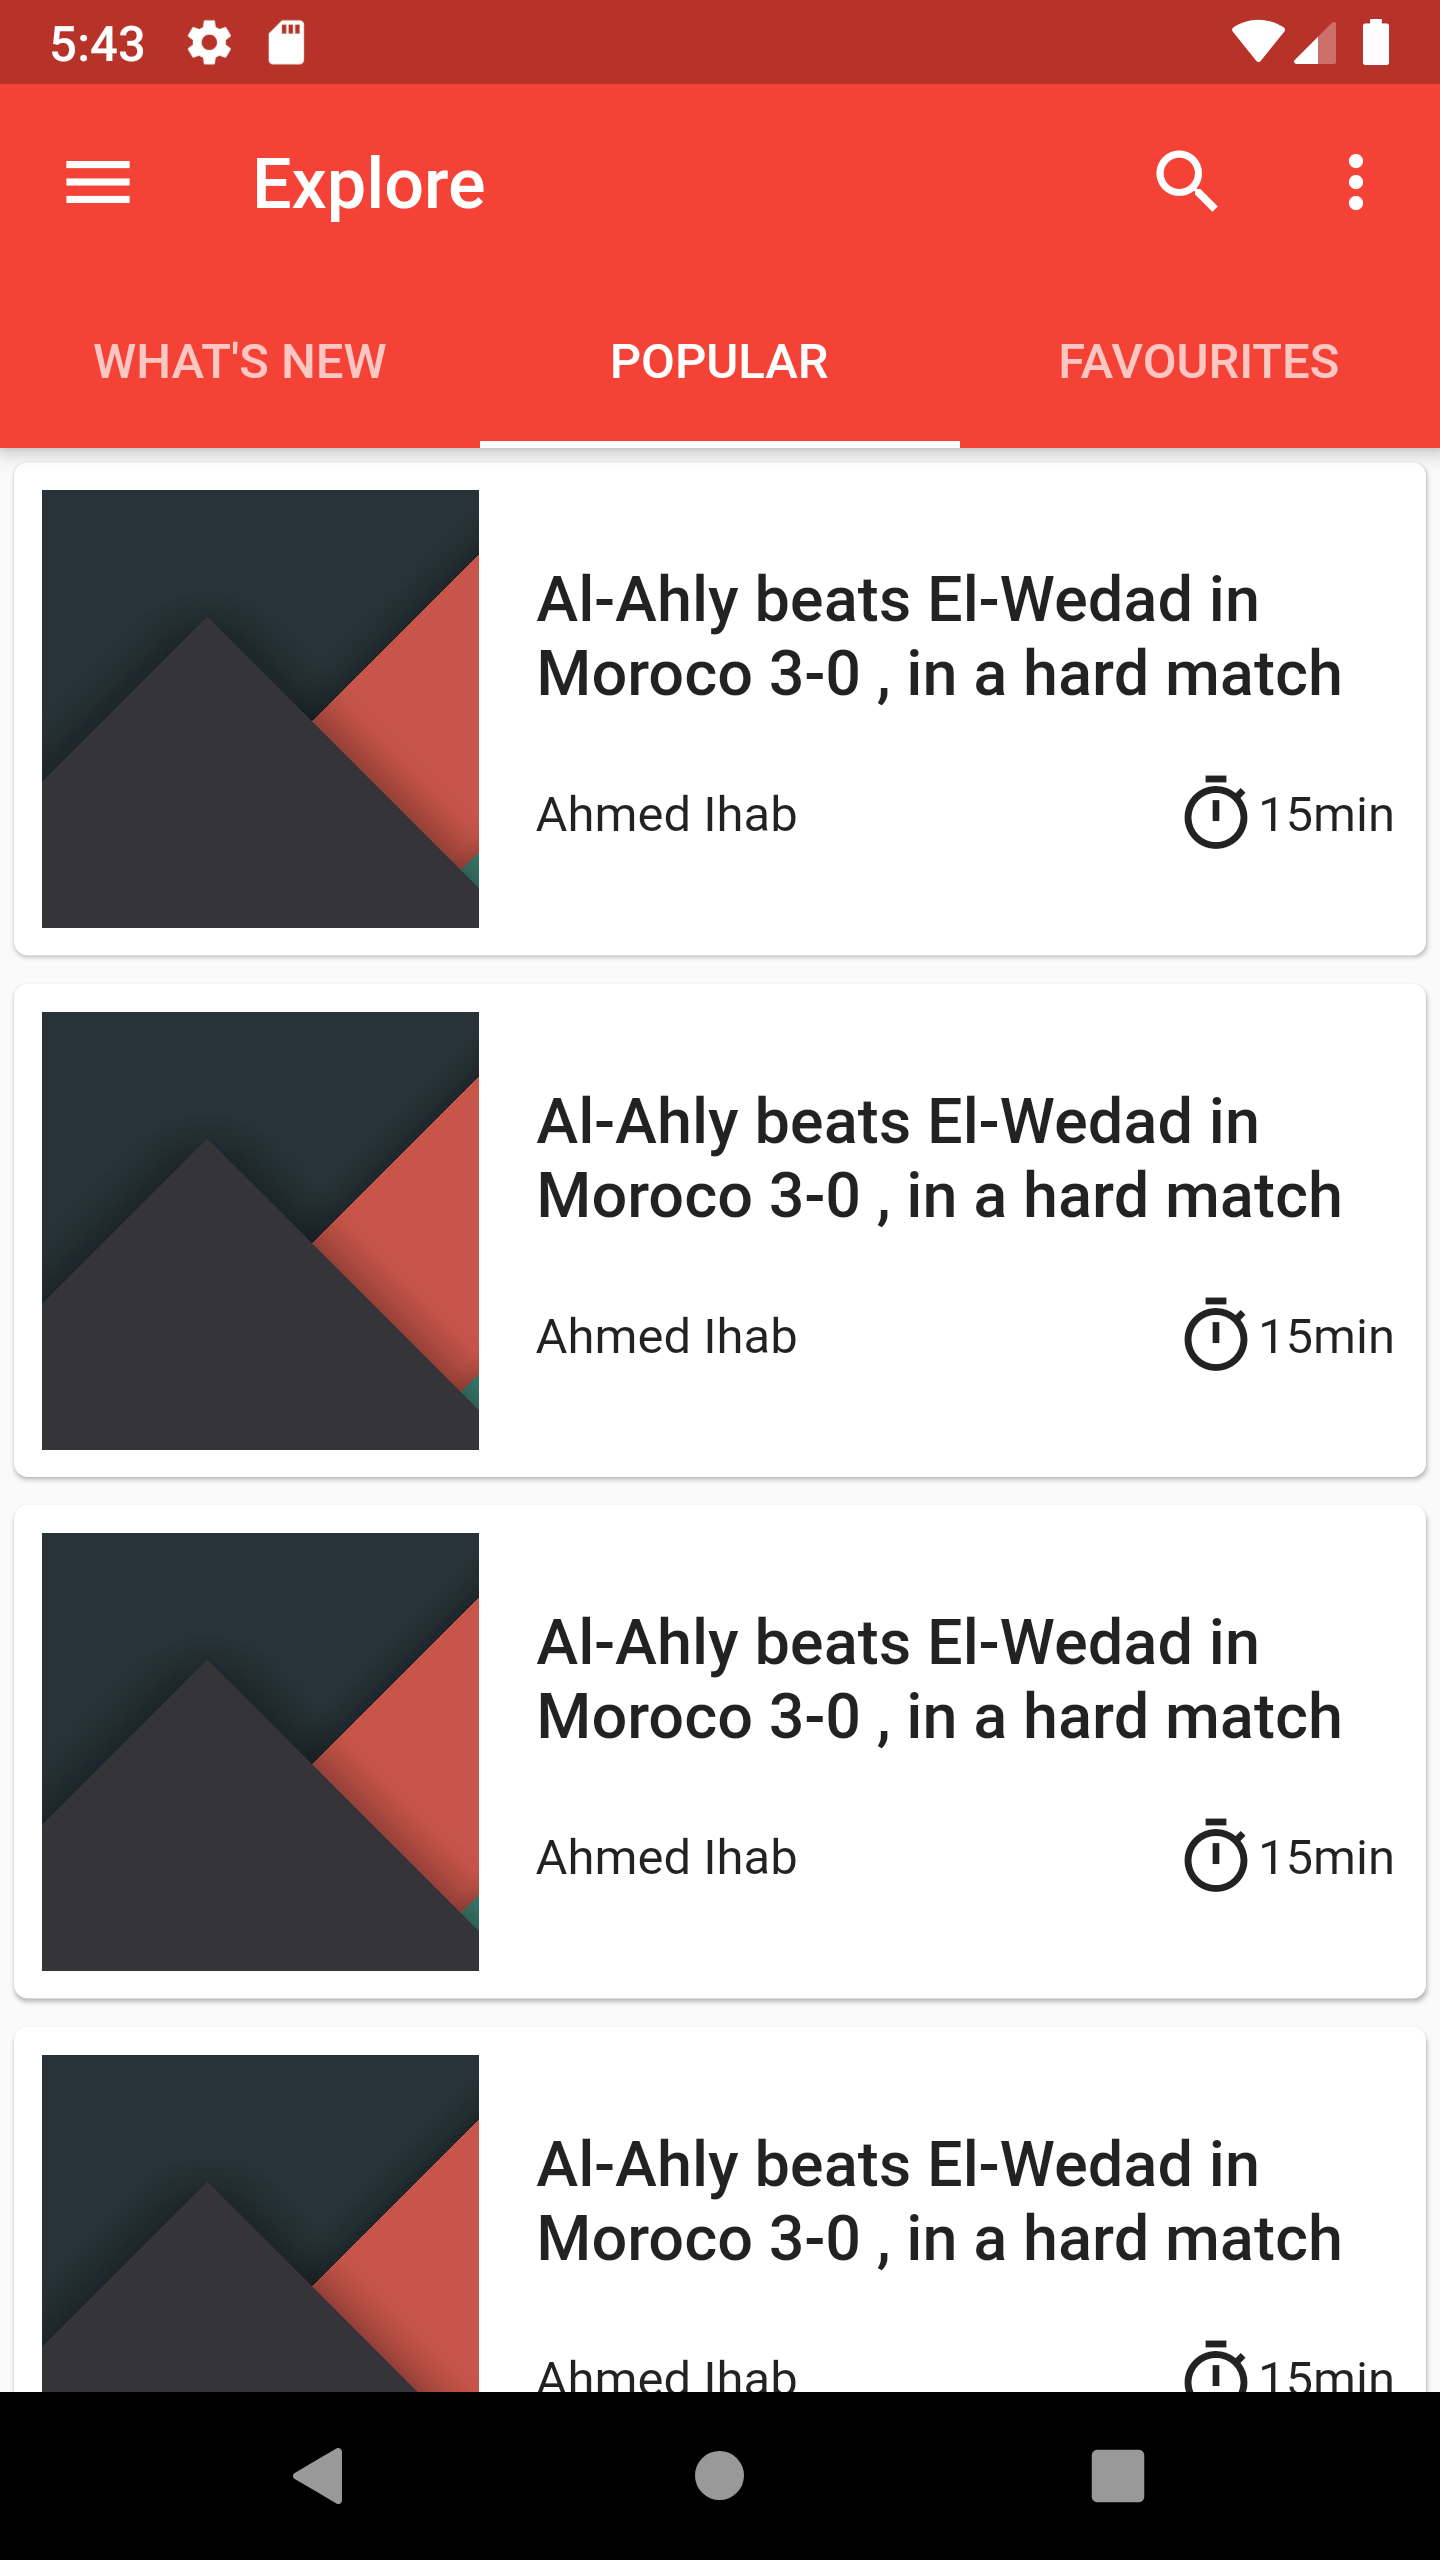 5:43
Explore
WHAT'S NEW
POPULAR
FAVOURITES
Al-Ahly beats El-Wedad in
Moroco 3-0 , in a hard match
Ahmed Ihab
15min
Al-Ahly beats El-Wedad in
Moroco 3-0 , in a hard match
Ahmed Ihab
15min
Al-Ahly beats El-Wedad in
Moroco 3-0 , in a hard match
Ahmed Ihab
15min
Al-Ahly beats El-Wedad in
Moroco 3-0 , in a hard match
Ahmed Ihab
15min